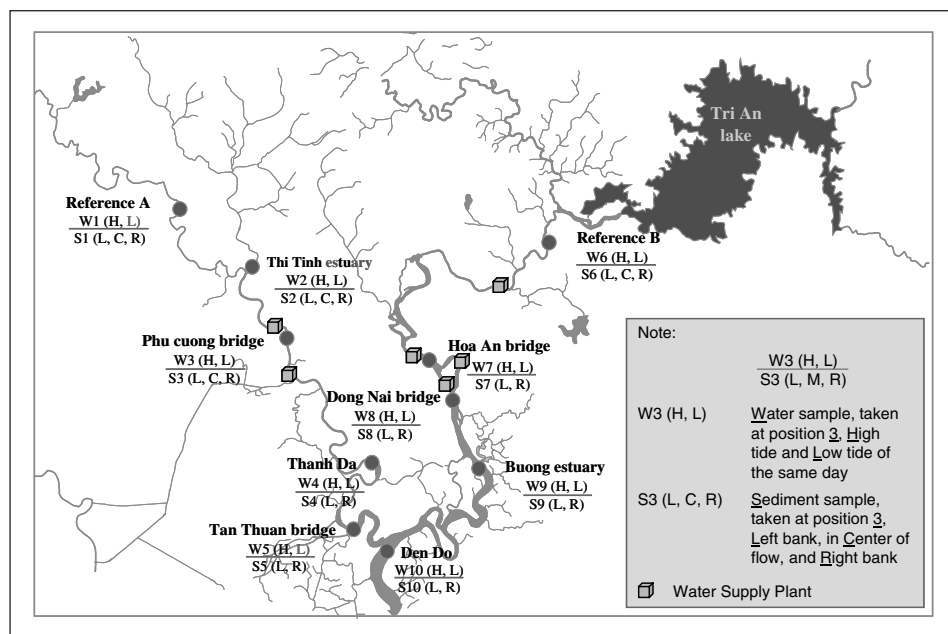 Tri An
lake
Reference A
W1 (H, L)
S1 (L, C, R)
Reference B
W6 (H, L)
S6 (L, C, R)
Thi Tinh estuary
W2 (H, L)
S2 (L, C, R)
Phu cuong bridge
W3 (H, L)
S3 (L, C, R)
Hoa An bridge
W7 (H, L)
S7 (L, R)
Dong Nai bridge
W8 (H, L)
S8 (L, R)
Thanh Da
W4 (H, L)
S4 (L, R)
Buong estuary
W9 (H, L)
S9 (L, R)
Tan Thuan bridge
W5 (H, L)
S5 (L, R)
Den Do
W10 (H, L)
S10 (L, R)
Note:
W3 (H, L)
S3 (L, M, R)
W3 (H, L) Water sample, taken
at position 3, High
tide and Low tide of
the same day
S3 (L, C, R) Sediment sample,
taken at position 3,
Left bank, in Center of
flow, and Right bank
Water Supply Plant